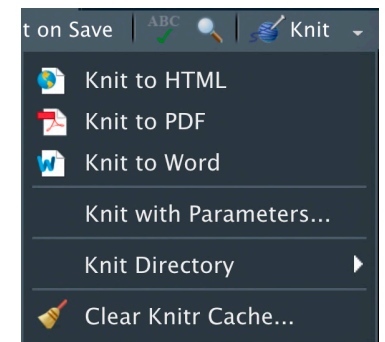 t on Save ABC Knit
Knit to HTML
Knit to PDF
W Knit to Word
Knit with Parameters...
Knit Directory
Clear Knitr Cache...